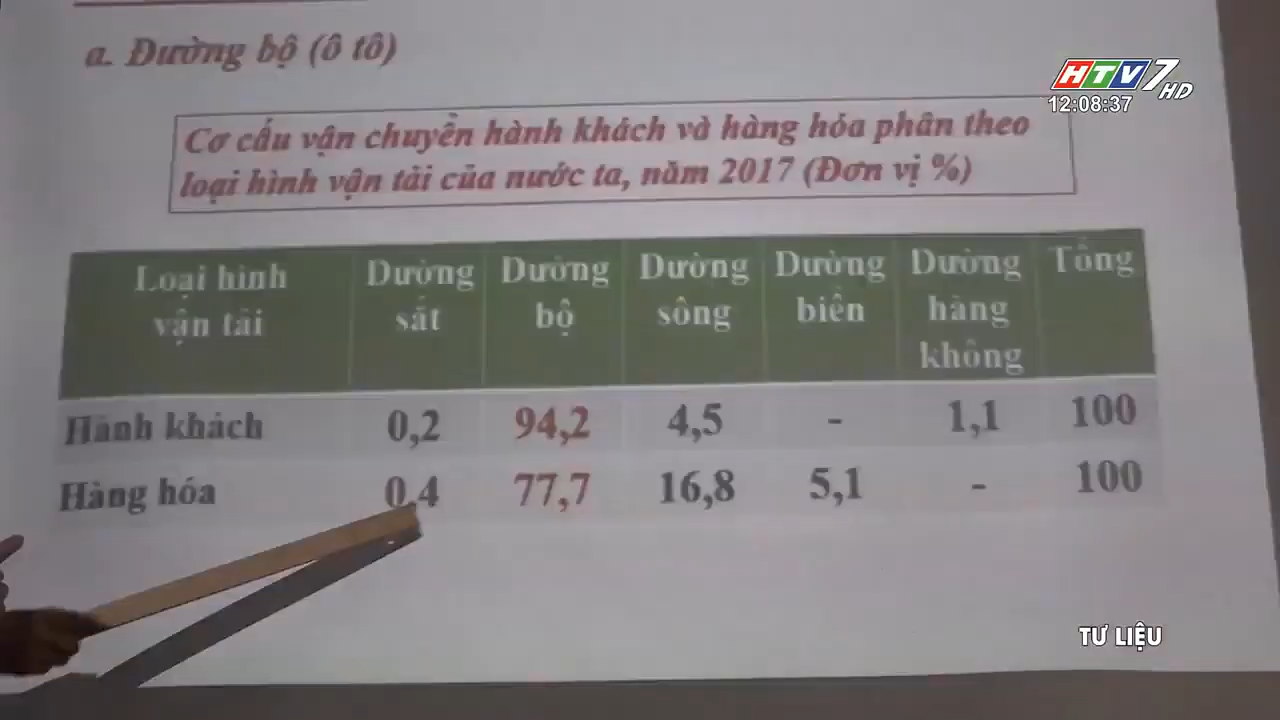 a. Đường bộ (ô tô)
HTV7 HD
12:08:37
Cơ cấu vận chuyển hành khách và hàng hóa phân theo
loại hình vận tải của nước ta, năm 2017 (Đơn vị %)
Loại hình vận tải Đường sắt Đường bộ Đường sông Đường biển Đường hàng không Tổng
Hành khách 0,2 94,2 4,5 - 1,1 100
Hàng hóa 0,4 77,7 16,8 5,1 - 100
TƯ LIỆU